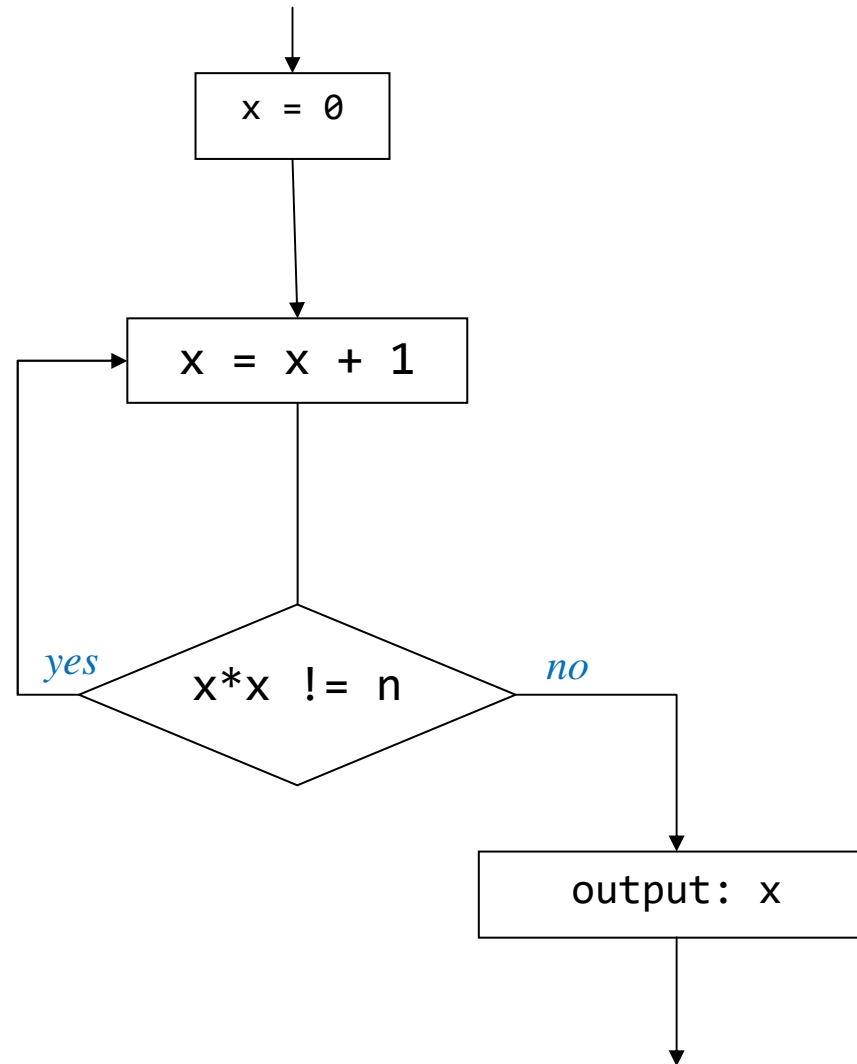 x = 0
x = x + 1
yes
x*x != n
no
output: x